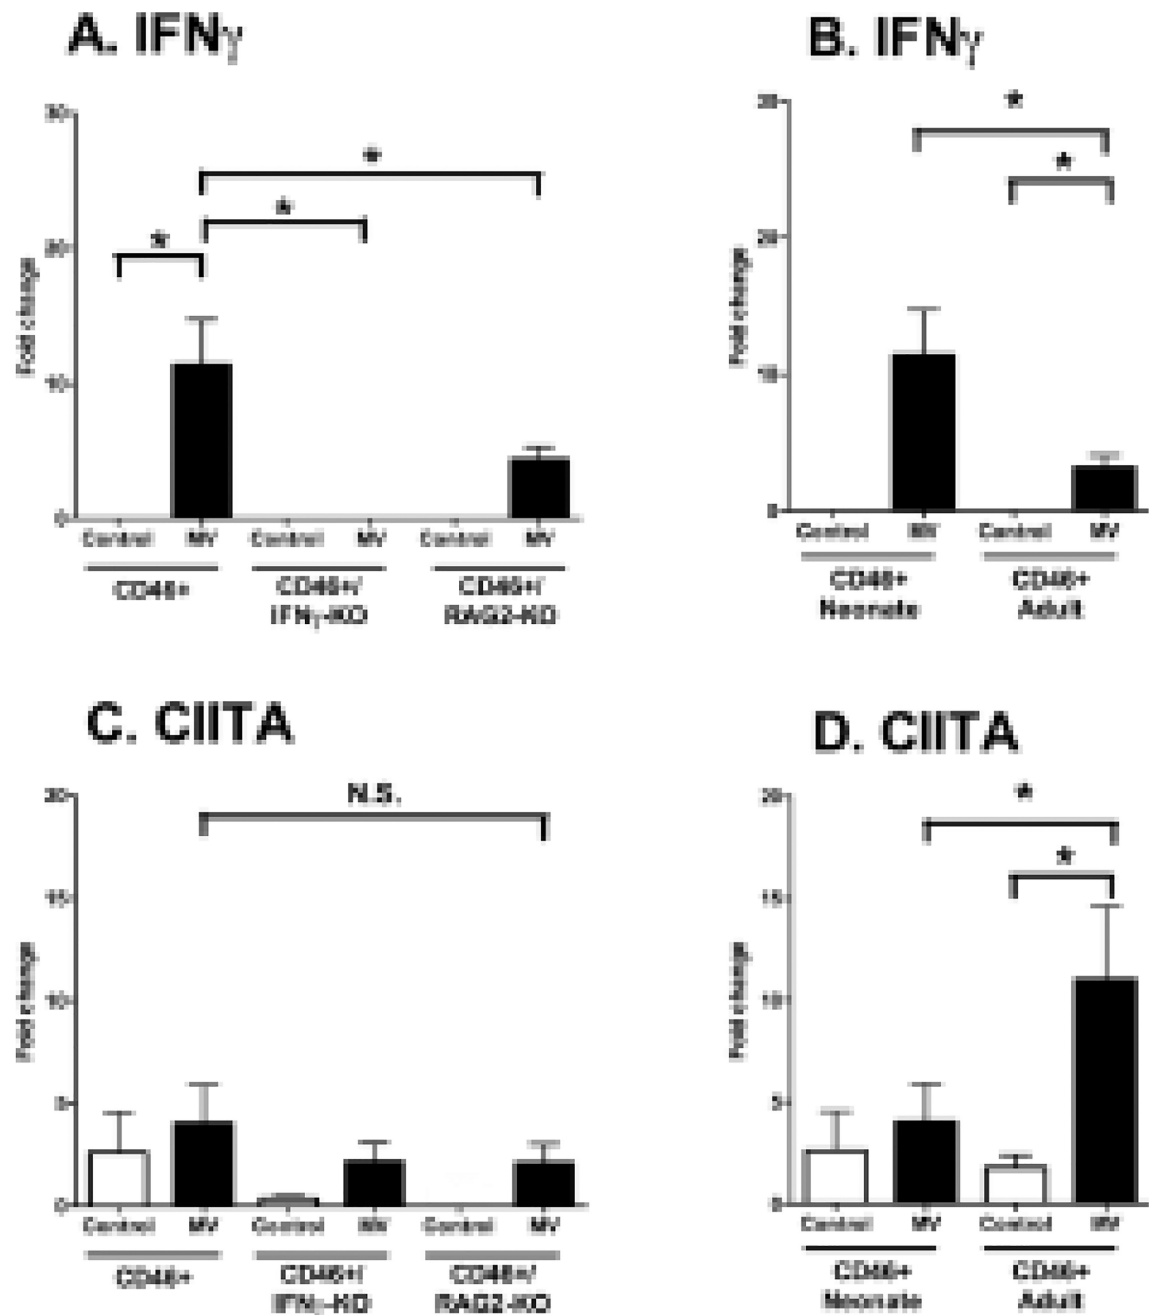 A. IFNγ
30
20
10
0
Fold change
*
*
*
Control MV Control MV Control MV
CD46+ CD46+/ CD46+/
IFNγ-KO RAG2-KO
B. IFNγ
30
20
10
0
Fold change
*
*
Control MV Control MV
CD46+ CD46+
Neonate Adult
C. CIITA
20
15
10
5
0
Fold change
N.S.
Control MV Control MV Control MV
CD46+ CD46+/ CD46+/
IFNγ-KO RAG2-KO
D. CIITA
20
15
10
5
0
Fold change
*
*
Control MV Control MV
CD46+ CD46+
Neonate Adult